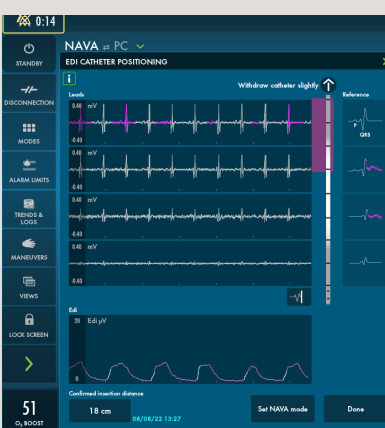 0:14
NAVA ⇄ PC
STANDBY
EDI CATHETER POSITIONING
i
Withdraw catheter slightly
DISCONNECTION
Leads
Reference
0.40 mV
-0.40
P
QRS
MODES
0.40 mV
-0.40
ALARM LIMITS
0.40 mV
-0.40
TRENDS &
LOGS
0.40 mV
-0.40
MANEUVERS
VIEWS
Edi
20 Edi µV
0
LOCK SCREEN
Confirmed insertion distance
18 cm
08/08/22 13:27
Set NAVA mode
Done
51
O₂ BOOST